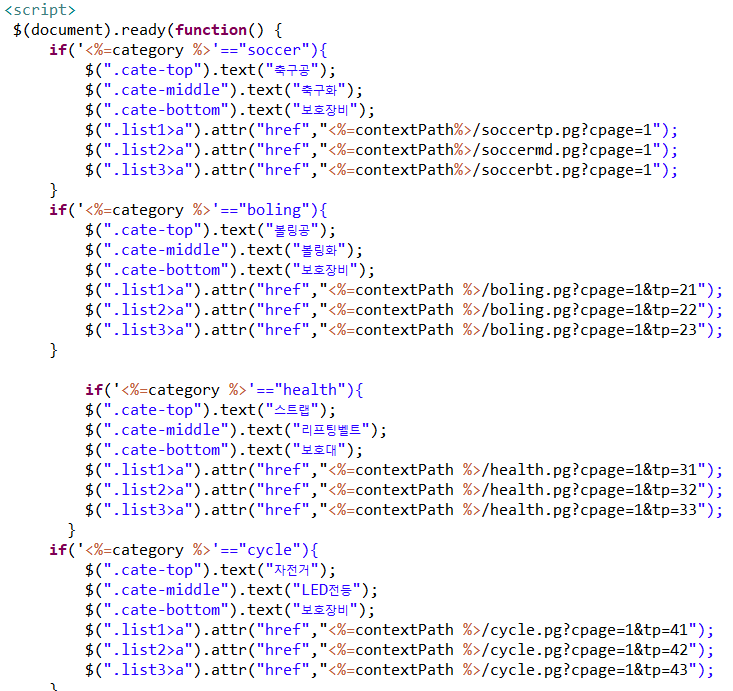 <script>
$(document).ready(function() {
if('<%=category %>'=="soccer"){
$(".cate-top").text("축구공");
$(".cate-middle").text("축구화");
$(".cate-bottom").text("보호장비");
$(".list1>a").attr("href","<%=contextPath%>/soccertp.pg?cpage=1");
$(".list2>a").attr("href","<%=contextPath%>/soccermd.pg?cpage=1");
$(".list3>a").attr("href","<%=contextPath%>/soccerbt.pg?cpage=1");
}
if('<%=category %>'=="boling"){
$(".cate-top").text("볼링공");
$(".cate-middle").text("볼링화");
$(".cate-bottom").text("보호장비");
$(".list1>a").attr("href","<%=contextPath %>/boling.pg?cpage=1&tp=21");
$(".list2>a").attr("href","<%=contextPath %>/boling.pg?cpage=1&tp=22");
$(".list3>a").attr("href","<%=contextPath %>/boling.pg?cpage=1&tp=23");
}
if('<%=category %>'=="health"){
$(".cate-top").text("스트랩");
$(".cate-middle").text("리프팅벨트");
$(".cate-bottom").text("보호대");
$(".list1>a").attr("href","<%=contextPath %>/health.pg?cpage=1&tp=31");
$(".list2>a").attr("href","<%=contextPath %>/health.pg?cpage=1&tp=32");
$(".list3>a").attr("href","<%=contextPath %>/health.pg?cpage=1&tp=33");
}
if('<%=category %>'=="cycle"){
$(".cate-top").text("자전거");
$(".cate-middle").text("LED전등");
$(".cate-bottom").text("보호장비");
$(".list1>a").attr("href","<%=contextPath %>/cycle.pg?cpage=1&tp=41");
$(".list2>a").attr("href","<%=contextPath %>/cycle.pg?cpage=1&tp=42");
$(".list3>a").attr("href","<%=contextPath %>/cycle.pg?cpage=1&tp=43");
}